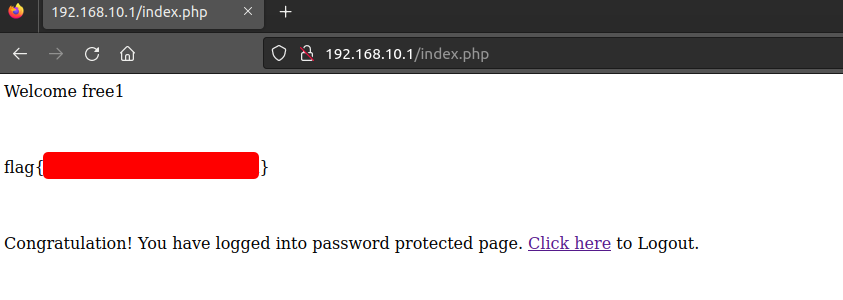 192.168.10.1/index.php
192.168.10.1/index.php
Welcome free1
flag{ }
Congratulation! You have logged into password protected page. Click here to Logout.